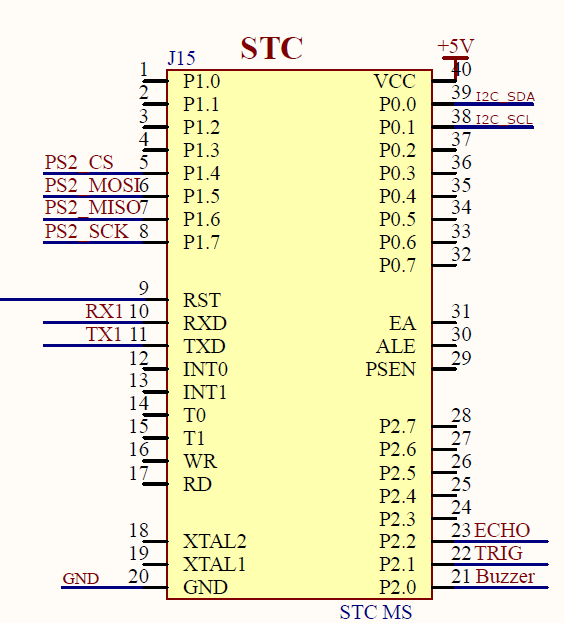 STC
+5V
J15
1 P1.0 VCC 40
2 P1.1 P0.0 39 I2C_SDA
3 P1.2 P0.1 38 I2C_SCL
4 P1.3 P0.2 37
PS2_CS 5 P1.4 P0.3 36
PS2_MOSI 6 P1.5 P0.4 35
PS2_MISO 7 P1.6 P0.5 34
PS2_SCK 8 P1.7 P0.6 33
P0.7 32
9 RST
RX1 10 RXD EA 31
TX1 11 TXD ALE 30
12 INT0 PSEN 29
13 INT1
14 T0 P2.7 28
15 T1 P2.6 27
16 WR P2.5 26
17 RD P2.4 25
P2.3 24
18 XTAL2 P2.2 23 ECHO
19 XTAL1 P2.1 22 TRIG
GND 20 GND P2.0 21 Buzzer
STC MS